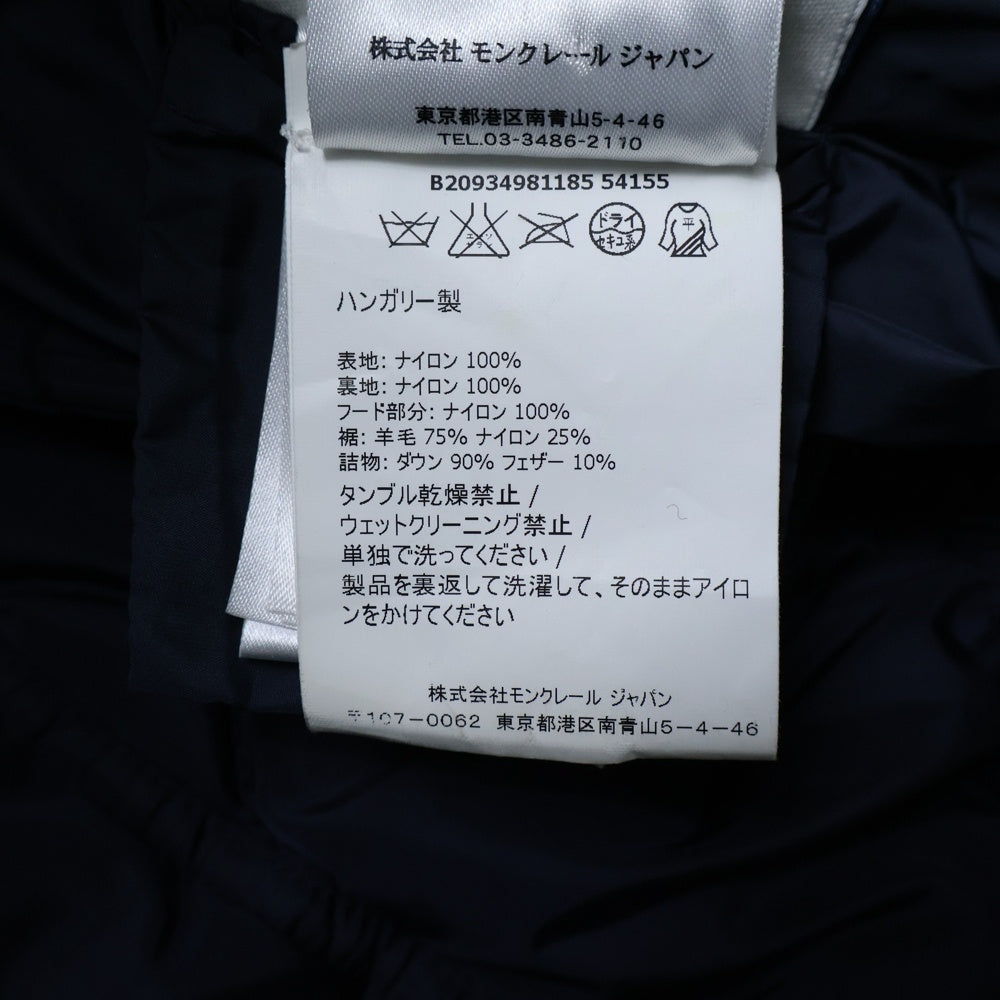 株式会社 モンクレール ジャパン
東京都港区南青山5-4-46
TEL.03-3486-2110
B20934981185 54155
エンソ
サラシ
ドライ
セキユ系
平
ハンガリー製
表地: ナイロン 100%
裏地: ナイロン 100%
フード部分: ナイロン 100%
裾: 羊毛 75% ナイロン 25%
詰物: ダウン 90% フェザー 10%
タンブル乾燥禁止 /
ウェットクリーニング禁止 /
単独で洗ってください /
製品を裏返して洗濯して、そのままアイロ
ンをかけてください
株式会社モンクレール ジャパン
〒107-0062 東京都港区南青山5-4-46